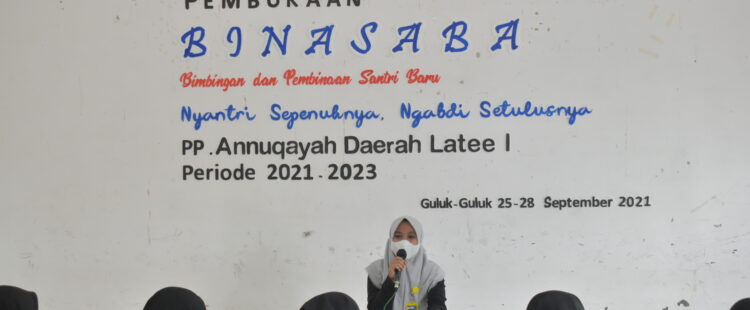 PEMBUKAAN
BINASABA
Bimbingan dan Pembinaan Santri Baru
Nyantri Sepenuhnya, Ngabdi Setulusnya
PP. Annuqayah Daerah Latee I
Periode 2021-2023
Guluk-Guluk 25-28 September 2021